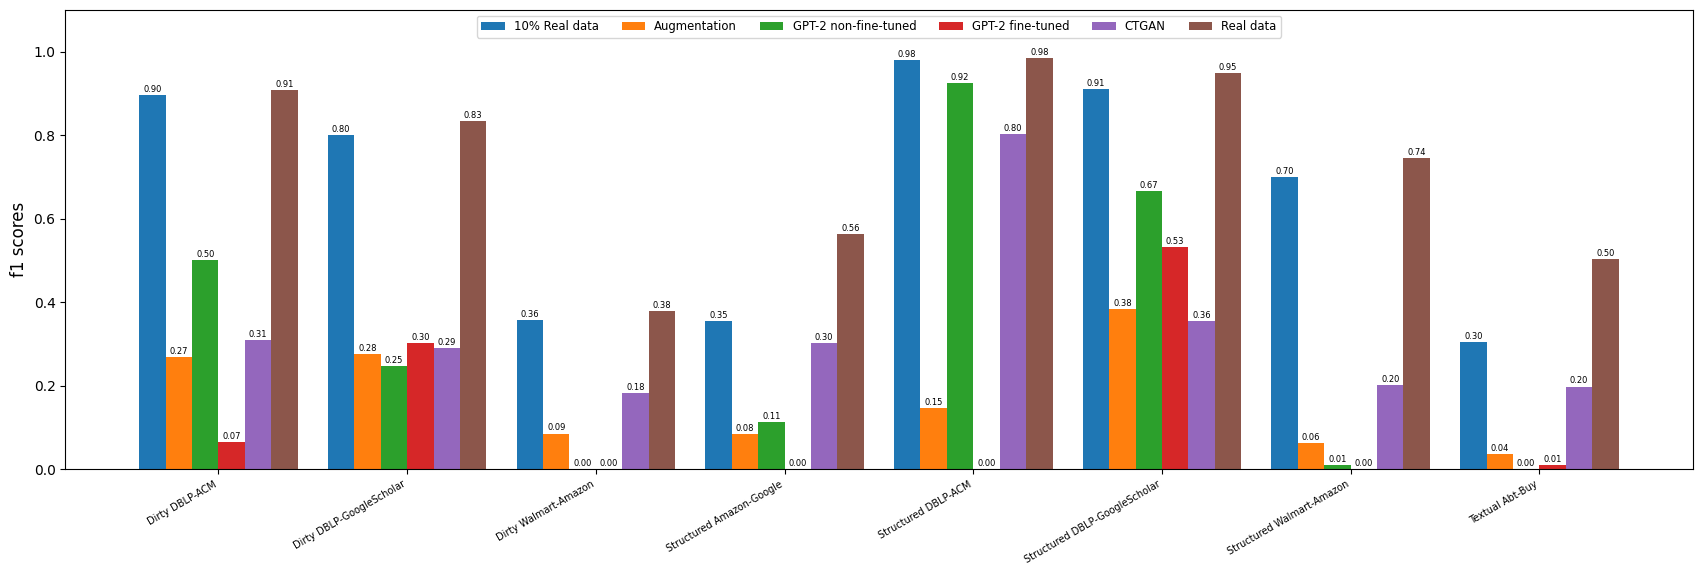 10% Real data Augmentation GPT-2 non-fine-tuned GPT-2 fine-tuned CTGAN Real data
f1 scores
1.0
0.8
0.6
0.4
0.2
0.0
0.90 0.27 0.50 0.07 0.31 0.91
0.80 0.28 0.25 0.30 0.29 0.83
0.36 0.09 0.00 0.00 0.18 0.38
0.35 0.08 0.11 0.00 0.30 0.56
0.98 0.15 0.92 0.00 0.80 0.98
0.91 0.38 0.67 0.53 0.36 0.95
0.70 0.06 0.01 0.00 0.20 0.74
0.30 0.04 0.00 0.01 0.20 0.50
Dirty DBLP-ACM
Dirty DBLP-GoogleScholar
Dirty Walmart-Amazon
Structured Amazon-Google
Structured DBLP-ACM
Structured DBLP-GoogleScholar
Structured Walmart-Amazon
Textual Abt-Buy